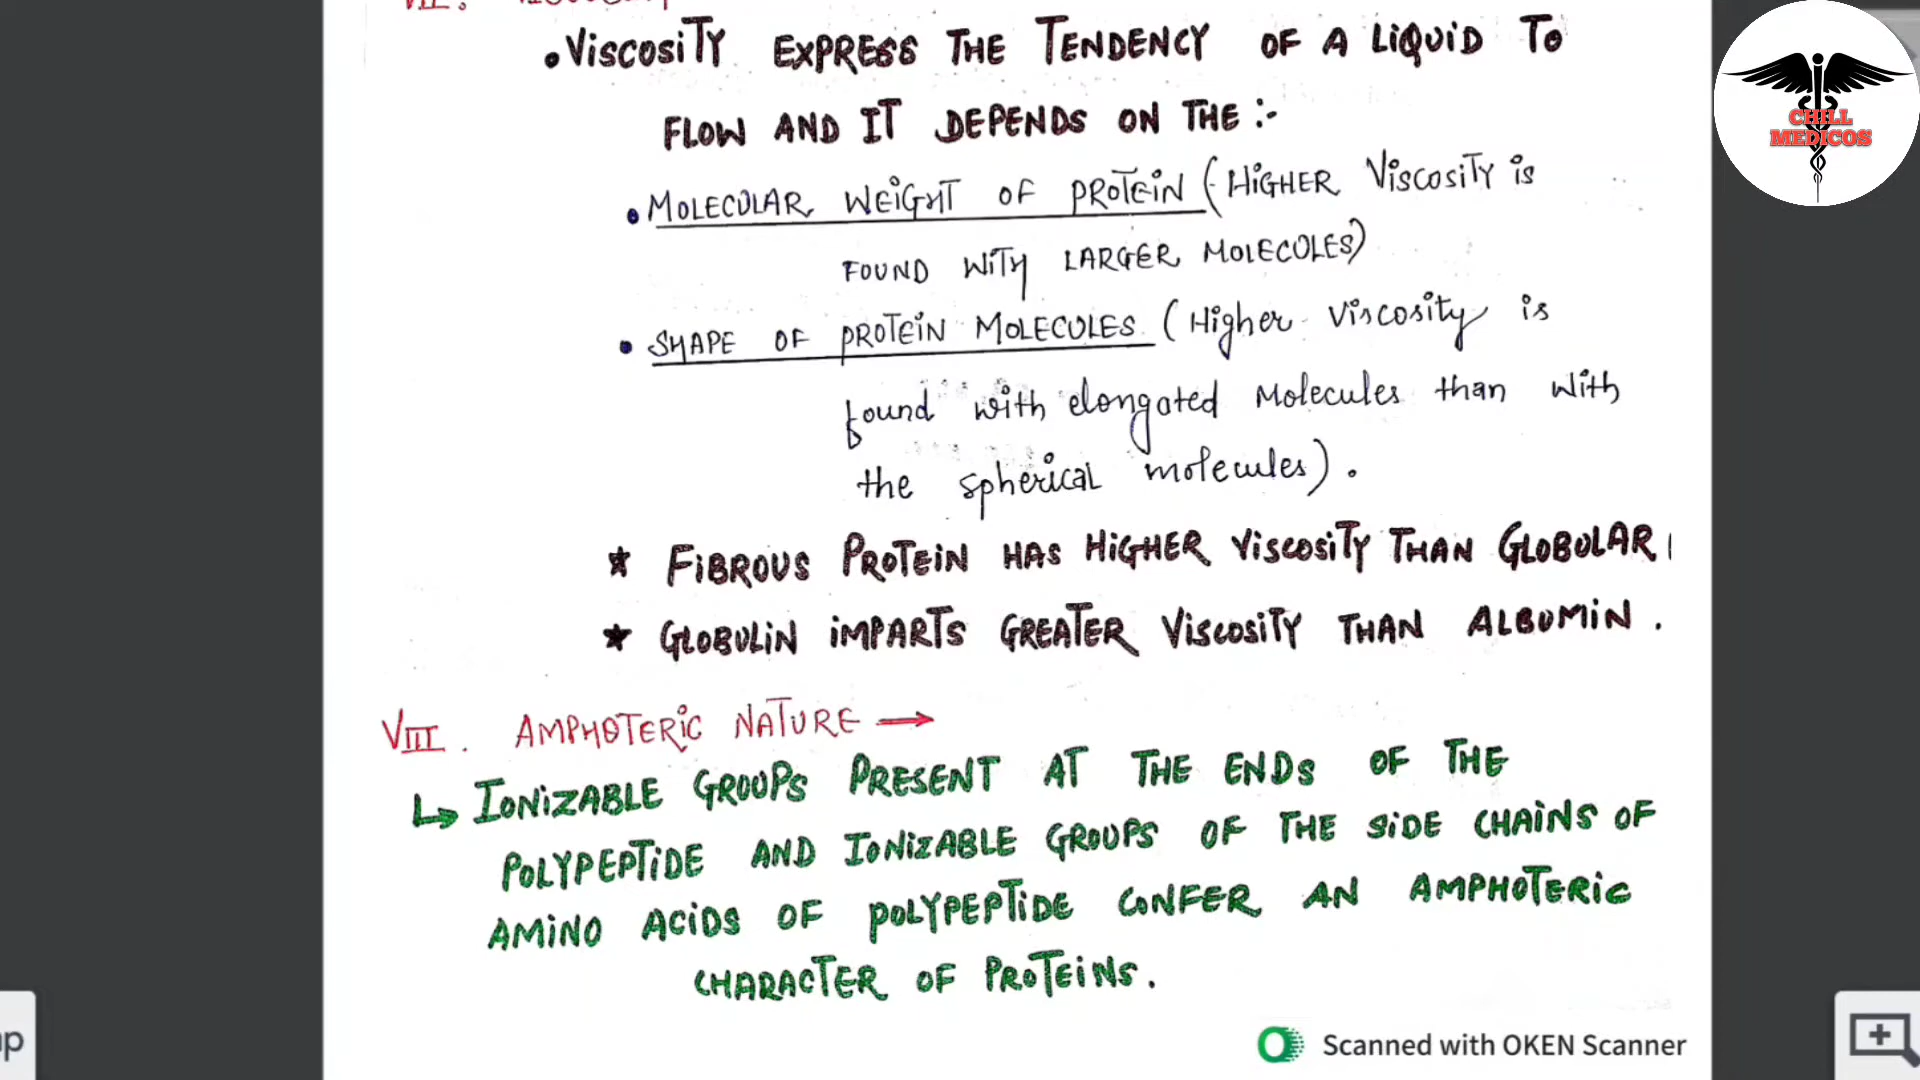 VII.
• VISCOSITY EXPRESS THE TENDENCY OF A LIQUID TO
FLOW AND IT DEPENDS ON THE :-
• MOLECULAR WEIGHT OF PROTEIN (HIGHER VISCOSITY IS
FOUND WITH LARGER MOLECULES)
• SHAPE OF PROTEIN MOLECULES (Higher viscosity is
found with elongated Molecules than with
the spherical molecules).
★ FIBROUS PROTEIN HAS HIGHER VISCOSITY THAN GLOBULAR
★ GLOBULIN IMPARTS GREATER VISCOSITY THAN ALBUMIN.
VIII. AMPHOTERIC NATURE →
↳ IONIZABLE GROUPS PRESENT AT THE ENDS OF THE
POLYPEPTIDE AND IONIZABLE GROUPS OF THE SIDE CHAINS OF
AMINO ACIDS OF POLYPEPTIDE CONFER AN AMPHOTERIC
CHARACTER OF PROTEINS.
Scanned with OKEN Scanner
CHILL
MEDICOS